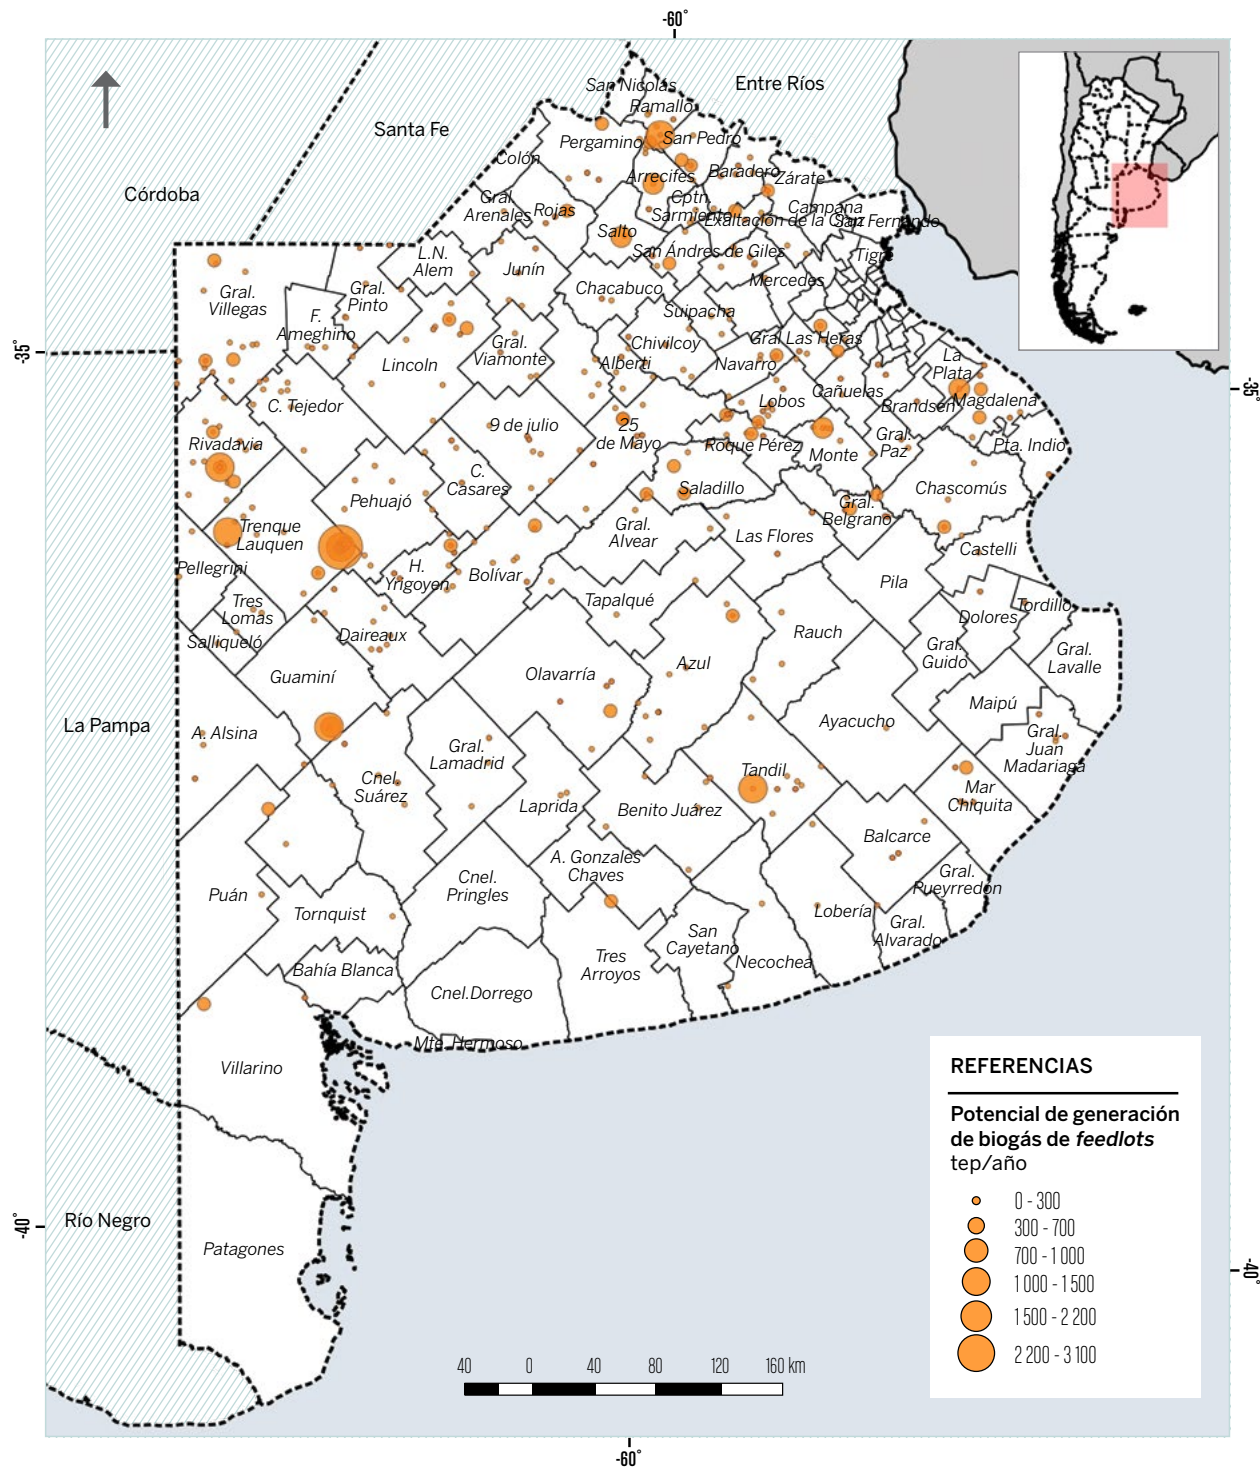 -60°
Entre Ríos
San Nicolás
Ramallo
Santa Fe
Pergamino
San Pedro
Colón
Córdoba
Arrecifes
Baradero
Zárate
Gral.
Arenales
Rojas
Cptn.
Sarmiento
Campana
Exaltación de la Cruz
San Fernando
Salto
San Andres de Giles
L.N.
Alem
Junín
Tigre
Mercedes
Gral.
Villegas
Gral.
Pinto
Chacabuco
F.
Ameghino
Suipacha
-35°
Lincoln
Gral.
Viamonte
Chivilcoy
Gral Las Heras
Alberti
Navarro
La
Plata
-35°
C. Tejedor
Lobos
Cañuelas
Brandsen
Magdalena
Rivadavia
9 de julio
25
de Mayo
Roque Pérez
Monte
Gral.
Paz
Pta. Indio
Pehuajó
C.
Casares
Saladillo
Chascomús
Gral.
Belgrano
Trenque
Lauquen
Gral.
Alvear
Las Flores
Castelli
Pellegrini
H.
Yrigoyen
Bolívar
Pila
Tres
Lomas
Tapalqué
Dolores
Tordillo
Salliqueló
Daireaux
Rauch
Gral.
Guido
Gral.
Lavalle
Guaminí
Olavarría
Azul
La Pampa
A. Alsina
Ayacucho
Maipú
Gral.
Lamadrid
Gral.
Juan
Madariaga
Cnel.
Suárez
Tandil
Laprida
Benito Juárez
Mar
Chiquita
Balcarce
A. Gonzales
Chaves
Puán
Cnel.
Pringles
Gral.
Pueyrredón
Tornquist
Lobería
Gral.
Alvarado
San
Cayetano
Bahía Blanca
Tres
Arroyos
Necochea
Cnel.Dorrego
Mte. Hermoso
Villarino
Río Negro
-40°
Patagones
REFERENCIAS
Potencial de generación
de biogás de feedlots
tep/año
0 - 300
300 - 700
700 - 1 000
1 000 - 1 500
1 500 - 2 200
2 200 - 3 100
-40°
40 0 40 80 120 160 km
-60°